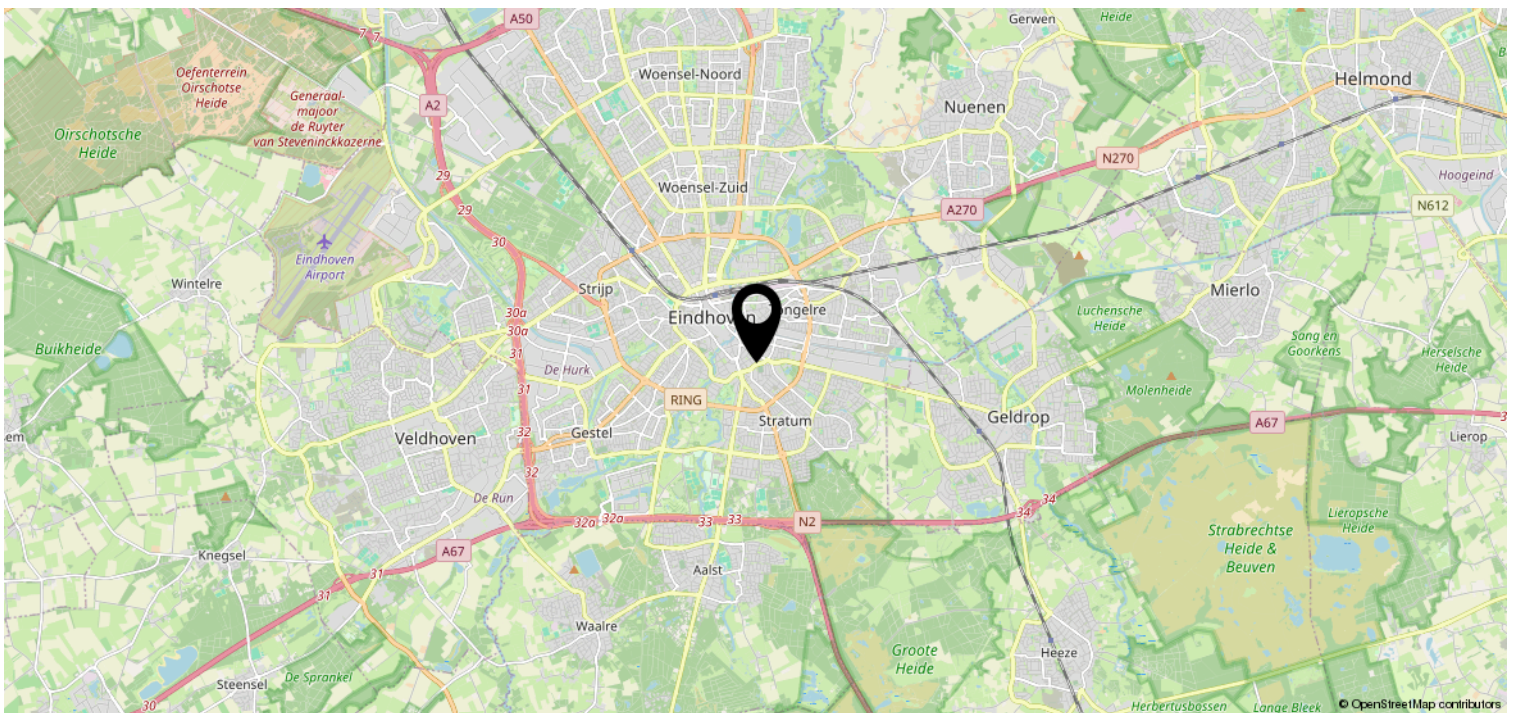 A50
Gerwen
Heide
7
7
Woensel-Noord
Helmond
Oefenterrein
Oirschotse
Heide
Generaal-
majoor
de Ruyter
van Steveninckkazerne
A2
Nuenen
Oirschotsche
Heide
N270
29
Woensel-Zuid
Hoogeind
29
A270
N612
30
Eindhoven
Airport
Wintelre
Strijp
Mierlo
30a
Eindhoven
Luchensche
Heide
30a
Buikheide
31
Sang en
Goorkens
Herselsche
Heide
De Hurk
31
Molenheide
RING
Geldrop
Stratum
A67
Veldhoven
32
Gestel
Lierop
32
De Run
34
34
32a
32a
33
33
N2
Lieropsche
Heide
Strabrechtse
Heide &
Beuven
Knegsel
A67
31
31
Aalst
Waalre
Groote
Heide
Heeze
Steensel
De Sprankel
30
Herbertusbossen
Lange Bleek
© OpenStreetMap contributors